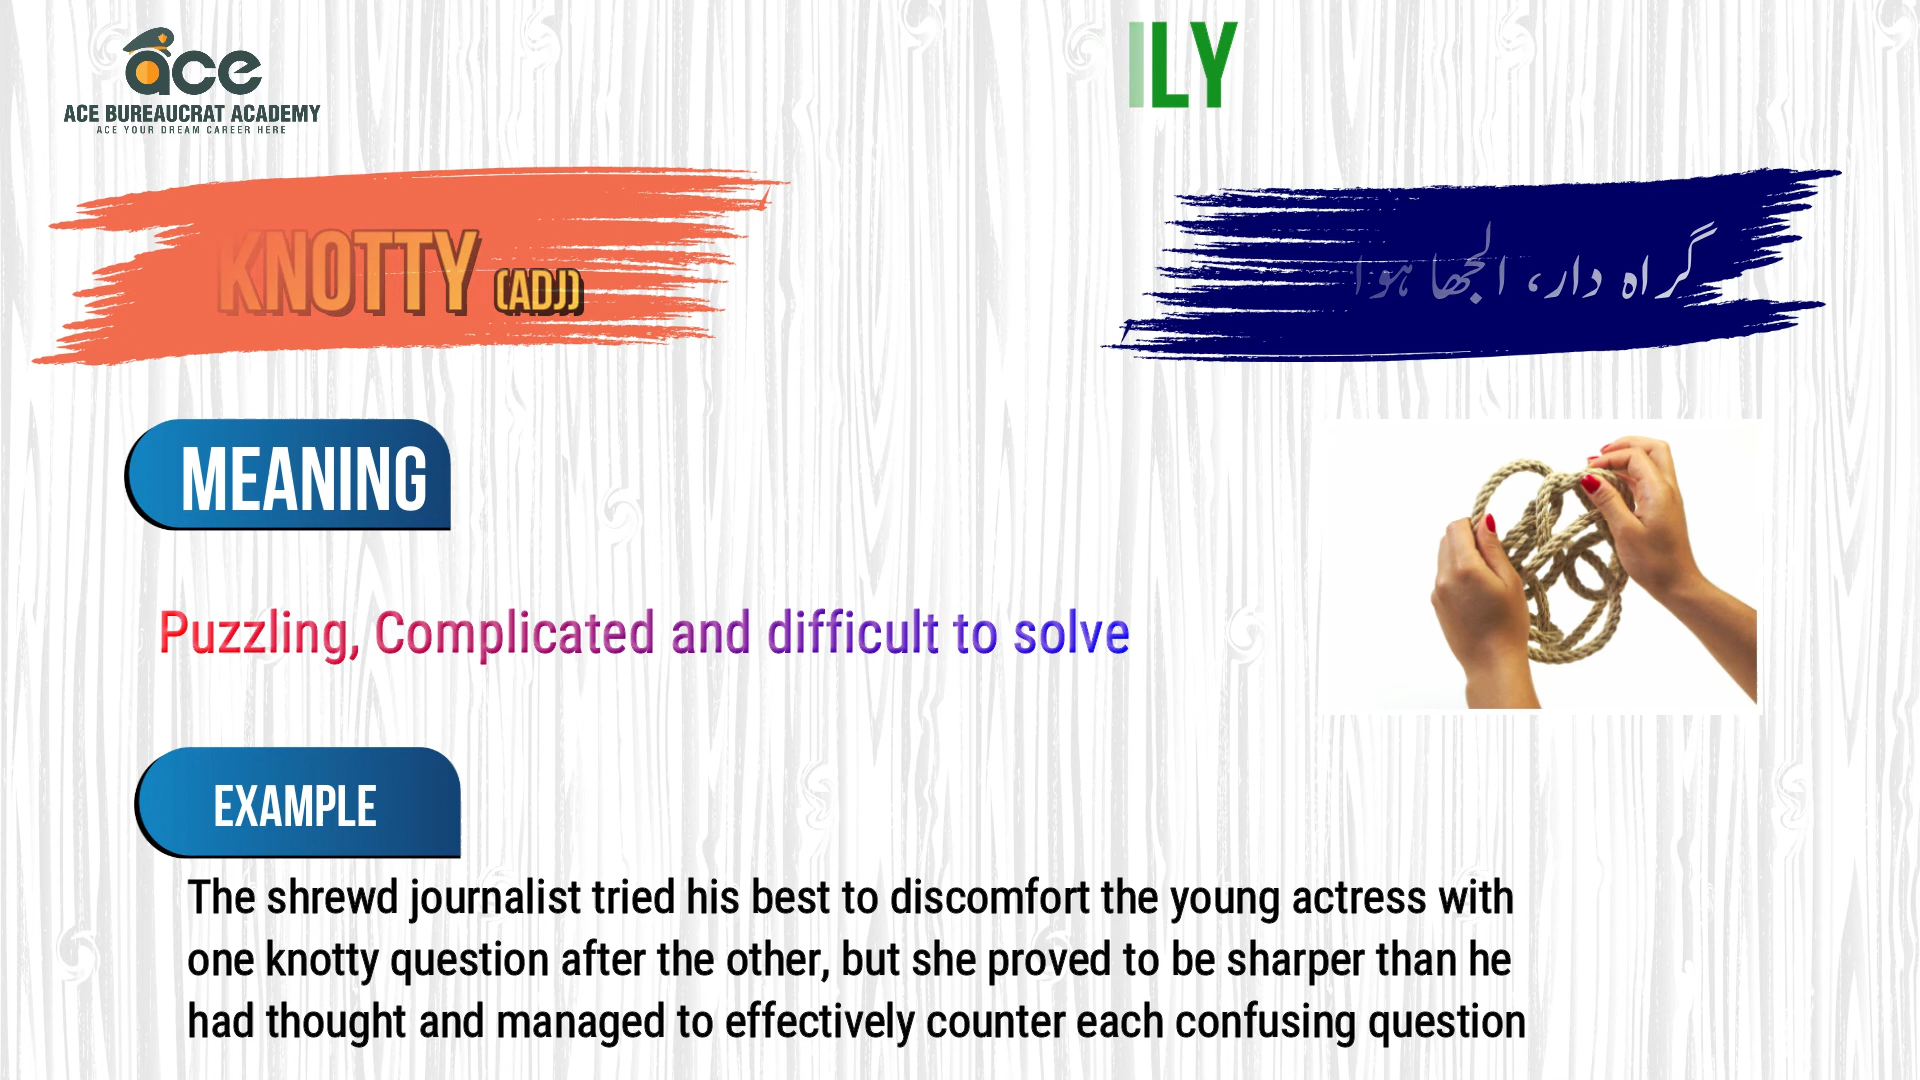 ace
ACE BUREAUCRAT ACADEMY
ACE YOUR DREAM CAREER HERE
ILY
KNOTTY (ADJ)
گراہ دار، الجھا ہوا
MEANING
Puzzling, Complicated and difficult to solve
EXAMPLE
The shrewd journalist tried his best to discomfort the young actress with
one knotty question after the other, but she proved to be sharper than he
had thought and managed to effectively counter each confusing question